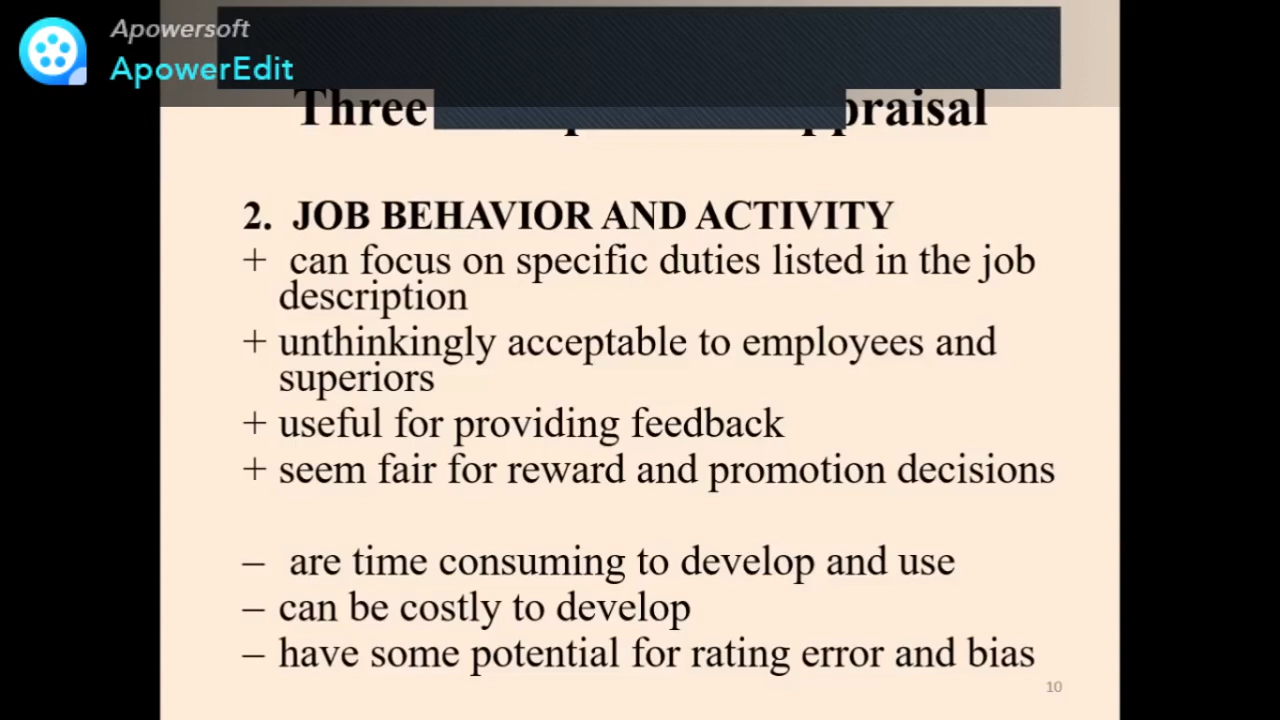 Apowersoft
ApowerEdit
Three
2. JOB BEHAVIOR AND ACTIVITY
+ can focus on specific duties listed in the job
description
+ unthinkingly acceptable to employees and
superiors
+ useful for providing feedback
+ seem fair for reward and promotion decisions
– are time consuming to develop and use
– can be costly to develop
– have some potential for rating error and bias
10